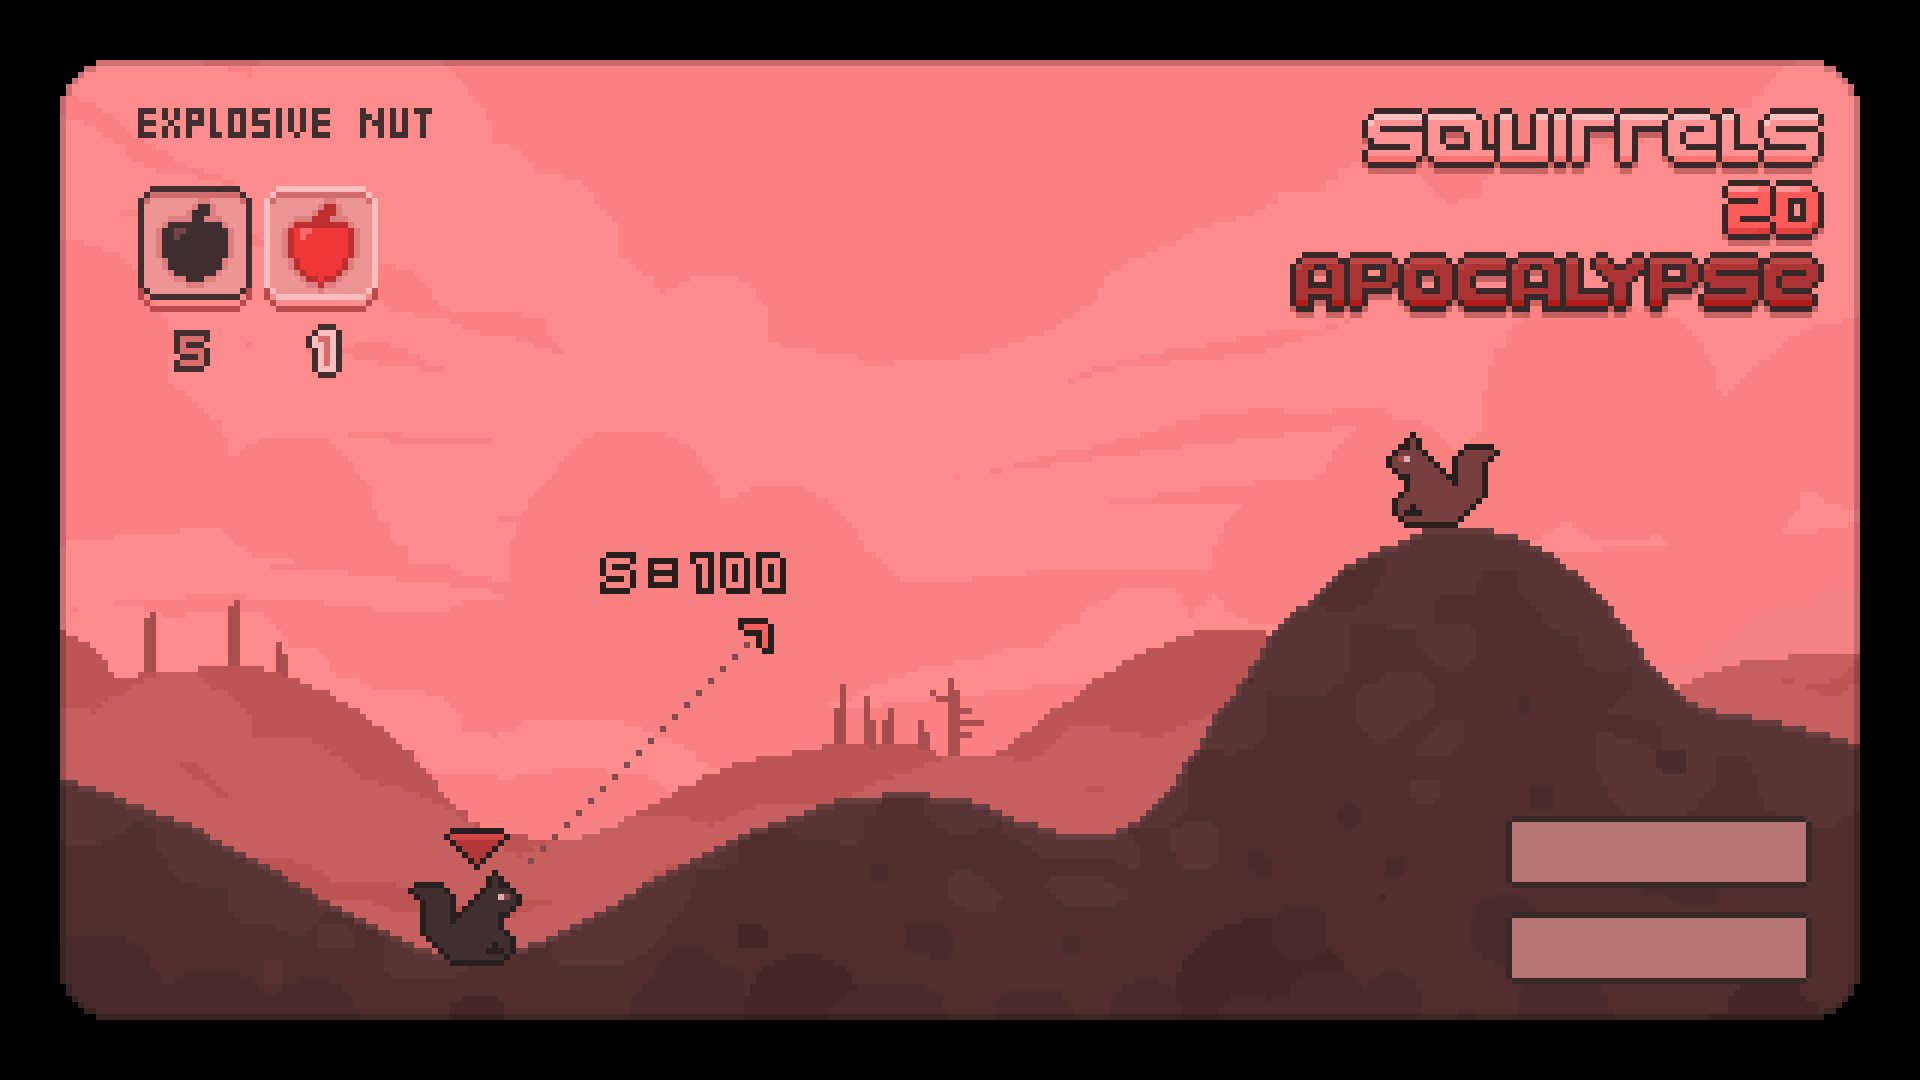 EXPLOSIVE NUT
SQUIRRELS
2D
APOCALYPSE
5 1
S=100